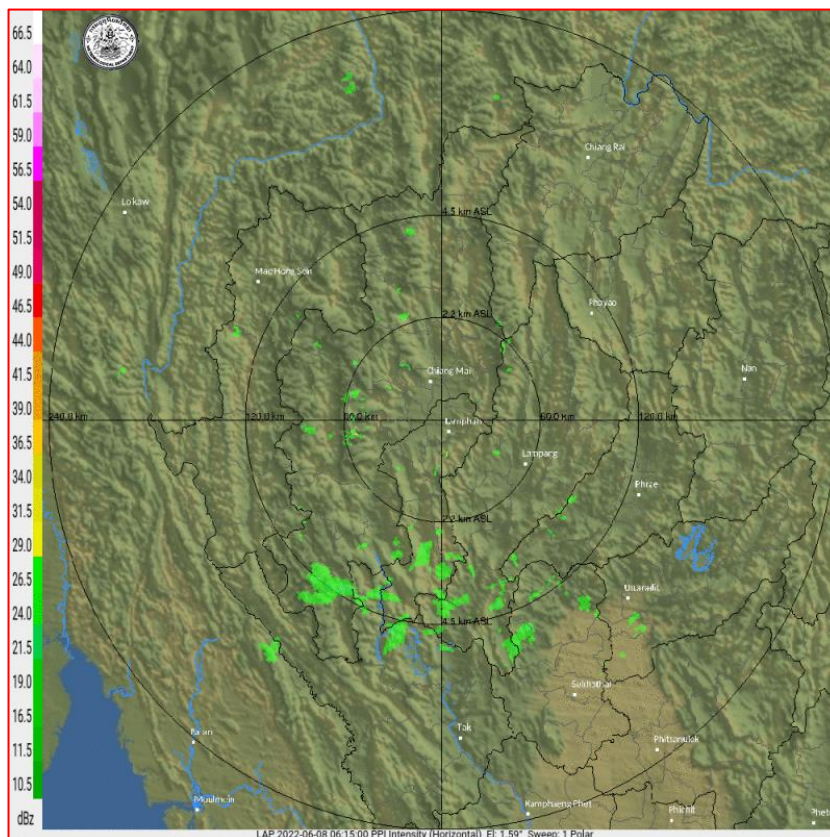 66.5
64.0
61.5
59.0
56.5
54.0
51.5
49.0
46.5
44.0
41.5
39.0
36.5
34.0
31.5
29.0
26.5
24.0
21.5
19.0
16.5
11.5
10.5
dBz
Chiang Rai
Loikaw
4.5 km ASL
Mae Hong Son
Phayao
2.2 km ASL
Chiang Mai
Nan
240.0 km
120.0 km
60.0 km
60.0 km
120.0 km
Lamphun
Lampang
Phrae
2.2 km ASL
Uttaradit
4.5 km ASL
Sukhothai
Tak
Pa-an
Phitsanulok
Moulmein
Kamphaeng Phet
Phichit
Phet
LAP 2022-06-08 06:15:00 PPI Intensity (Horizontal) El: 1.59° Sweep: 1 Polar